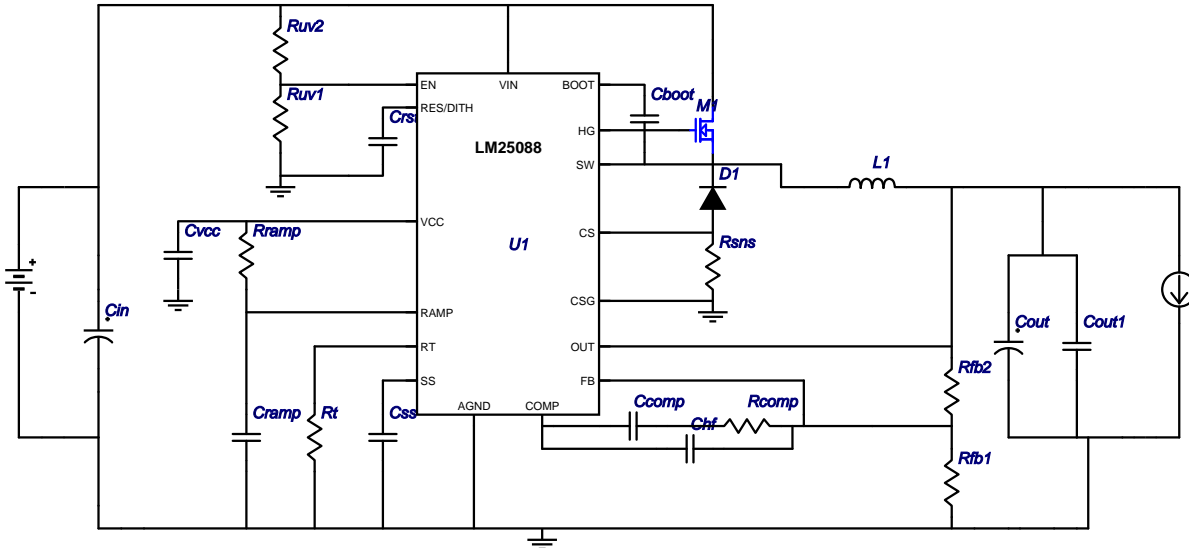 Ruv2
EN
VIN
BOOT
Cboot
M1
Ruv1
RES/DITH
HG
LM25088
SW
L1
D1
VCC
Cvcc
Rramp
U1
CS
Rsns
+
-
Cin
RAMP
CSG
Cout
Cout1
RT
OUT
SS
FB
Rfb2
Cramp
Rt
Css
AGND
COMP
Ccomp
Rcomp
Chf
Rfb1